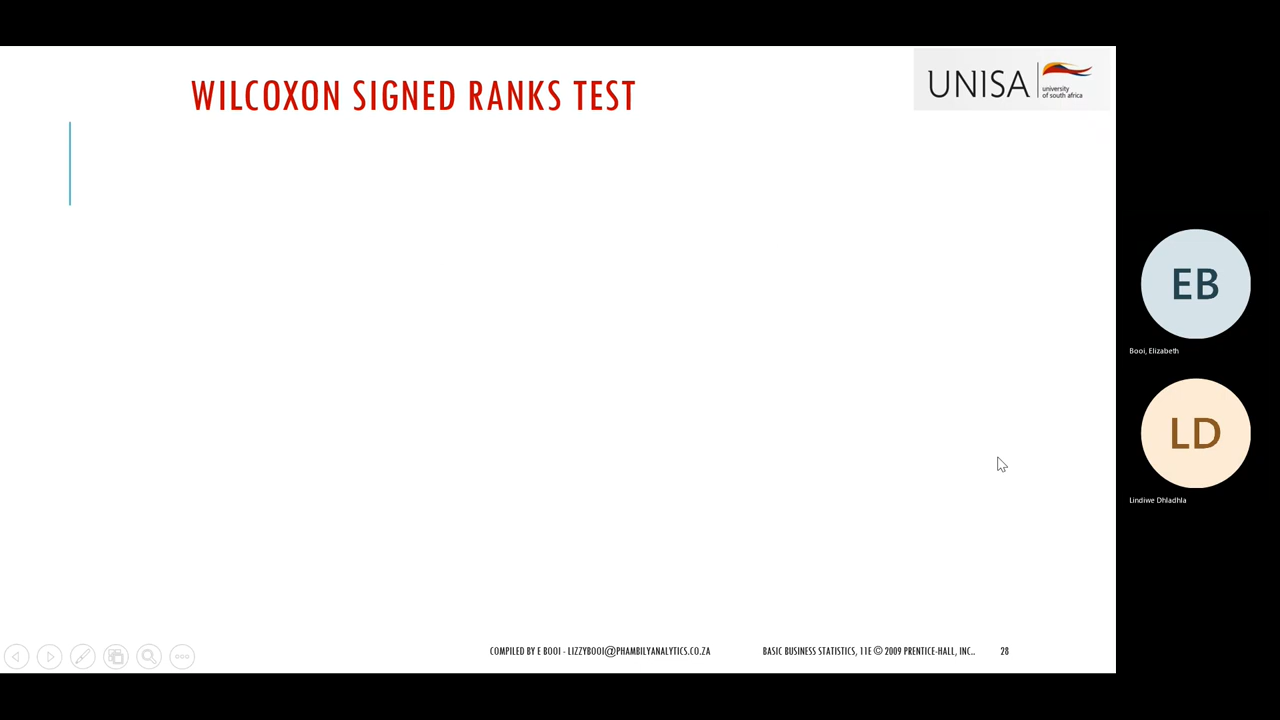 WILCOXON SIGNED RANKS TEST
UNISA
university
of south africa
EB
Booi, Elizabeth
LD
Lindiwe Dhladhla
COMPILED BY E BOOI - LIZZYBOOI@PHAMBILYANALYTICS.CO.ZA
BASIC BUSINESS STATISTICS, 11E © 2009 PRENTICE-HALL, INC..
28